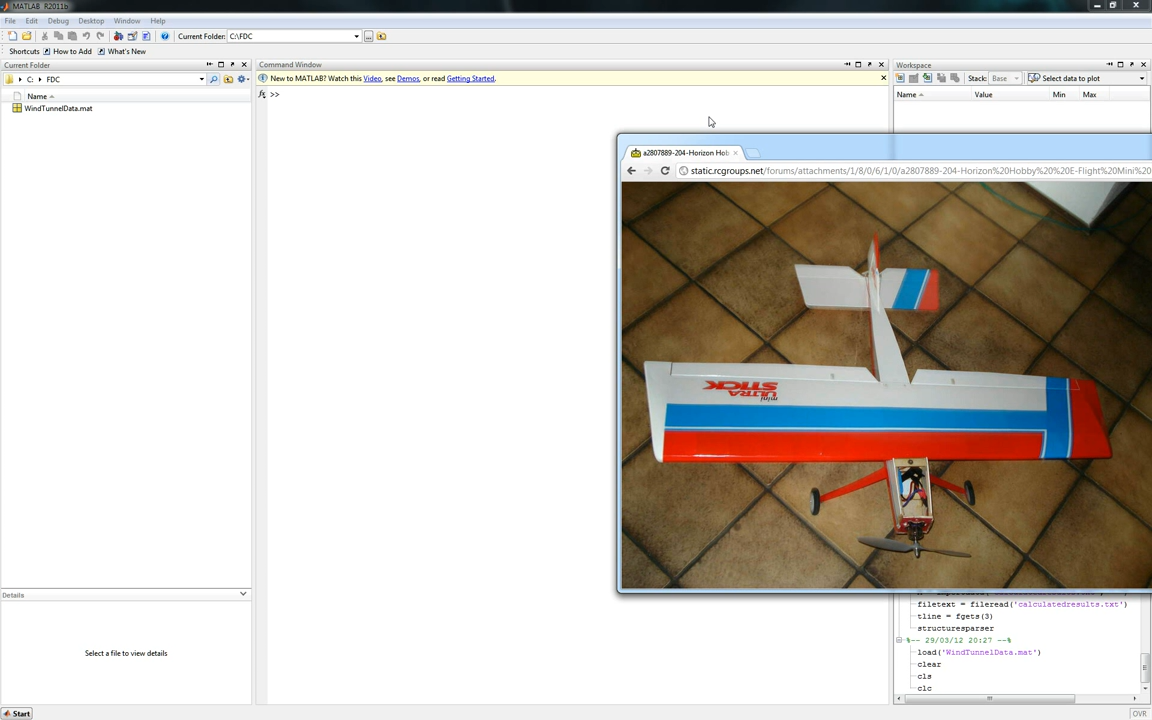 MATLAB R2011b
File Edit Debug Desktop Window Help
Current Folder: C:\FDC
Shortcuts How to Add What's New
Current Folder
C: FDC
Name
WindTunnelData.mat
Details
Select a file to view details
Start
Command Window
New to MATLAB? Watch this Video, see Demos, or read Getting Started.
fx >>
Workspace
Stack: Base Select data to plot
Name Value Min Max
a2807889-204-Horizon Hob
static.rcgroups.net/forums/attachments/1/8/0/6/1/0/a2807889-204-Horizon%20Hobby%20%20E-Flight%20Mini%20
mini
ULTRA
STICK
filetext = fileread('calculatedresults.txt')
tline = fgets(3)
structuresparser
%-- 29/03/12 20:27 --%
load('WindTunnelData.mat')
clear
cls
clc
OVR